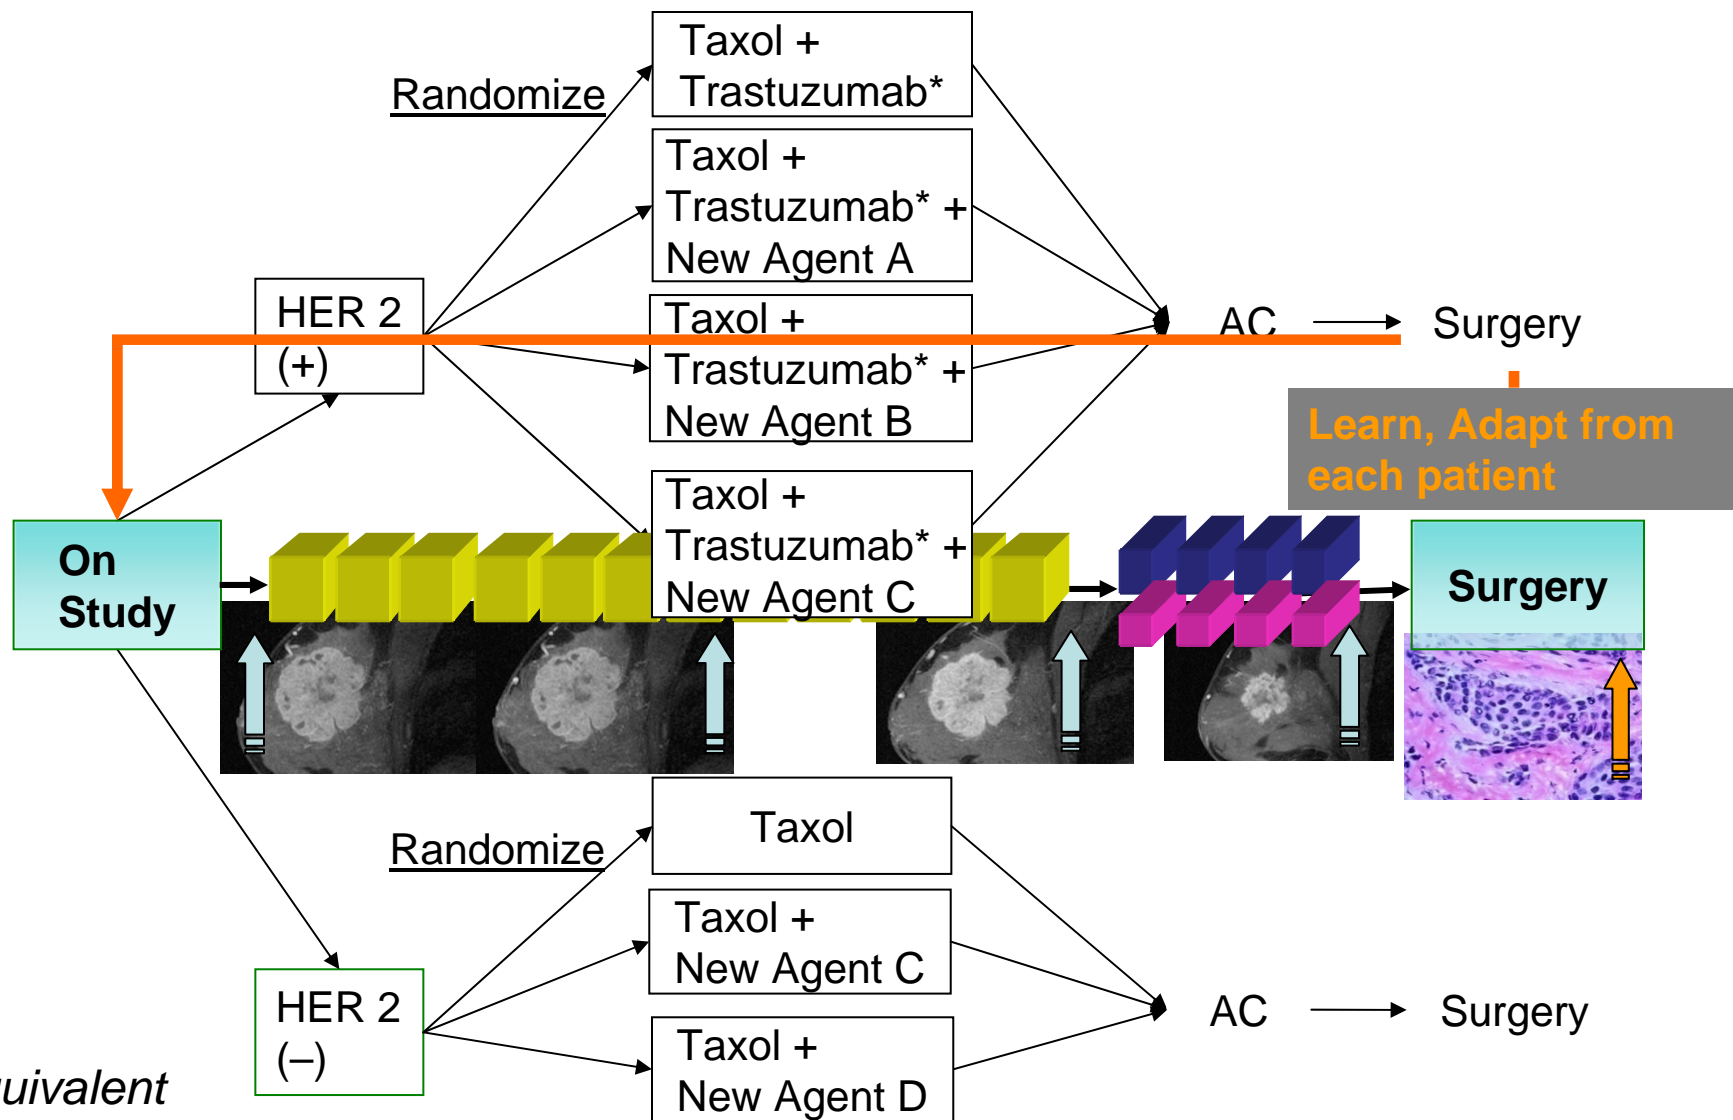 Taxol +
Trastuzumab*
Randomize
Taxol +
Trastuzumab* +
New Agent A
HER 2
(+)
Taxol +
Trastuzumab* +
New Agent B
AC
Surgery
Learn, Adapt from
each patient
Taxol +
Trastuzumab* +
New Agent C
On
Study
Surgery
Randomize
Taxol
Taxol +
New Agent C
HER 2
(–)
Taxol +
New Agent D
AC
Surgery